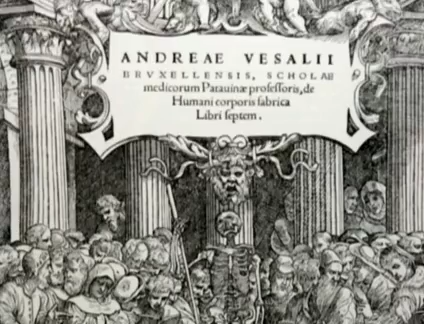 ANDREAE VESALII
BRVXELLENSIS, SCHOLAE
medicorum Patauinæ professoris, de
Humani corporis fabrica
Libri septem.